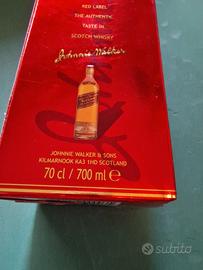 RED LABEL
THE AUTHENTIC
TASTE IN
SCOTCH WHISKY
Johnnie Walker
JOHNNIE WALKER & SONS
KILMARNOCK KA3 1HD SCOTLAND
70 cl / 700 ml ℮
subito